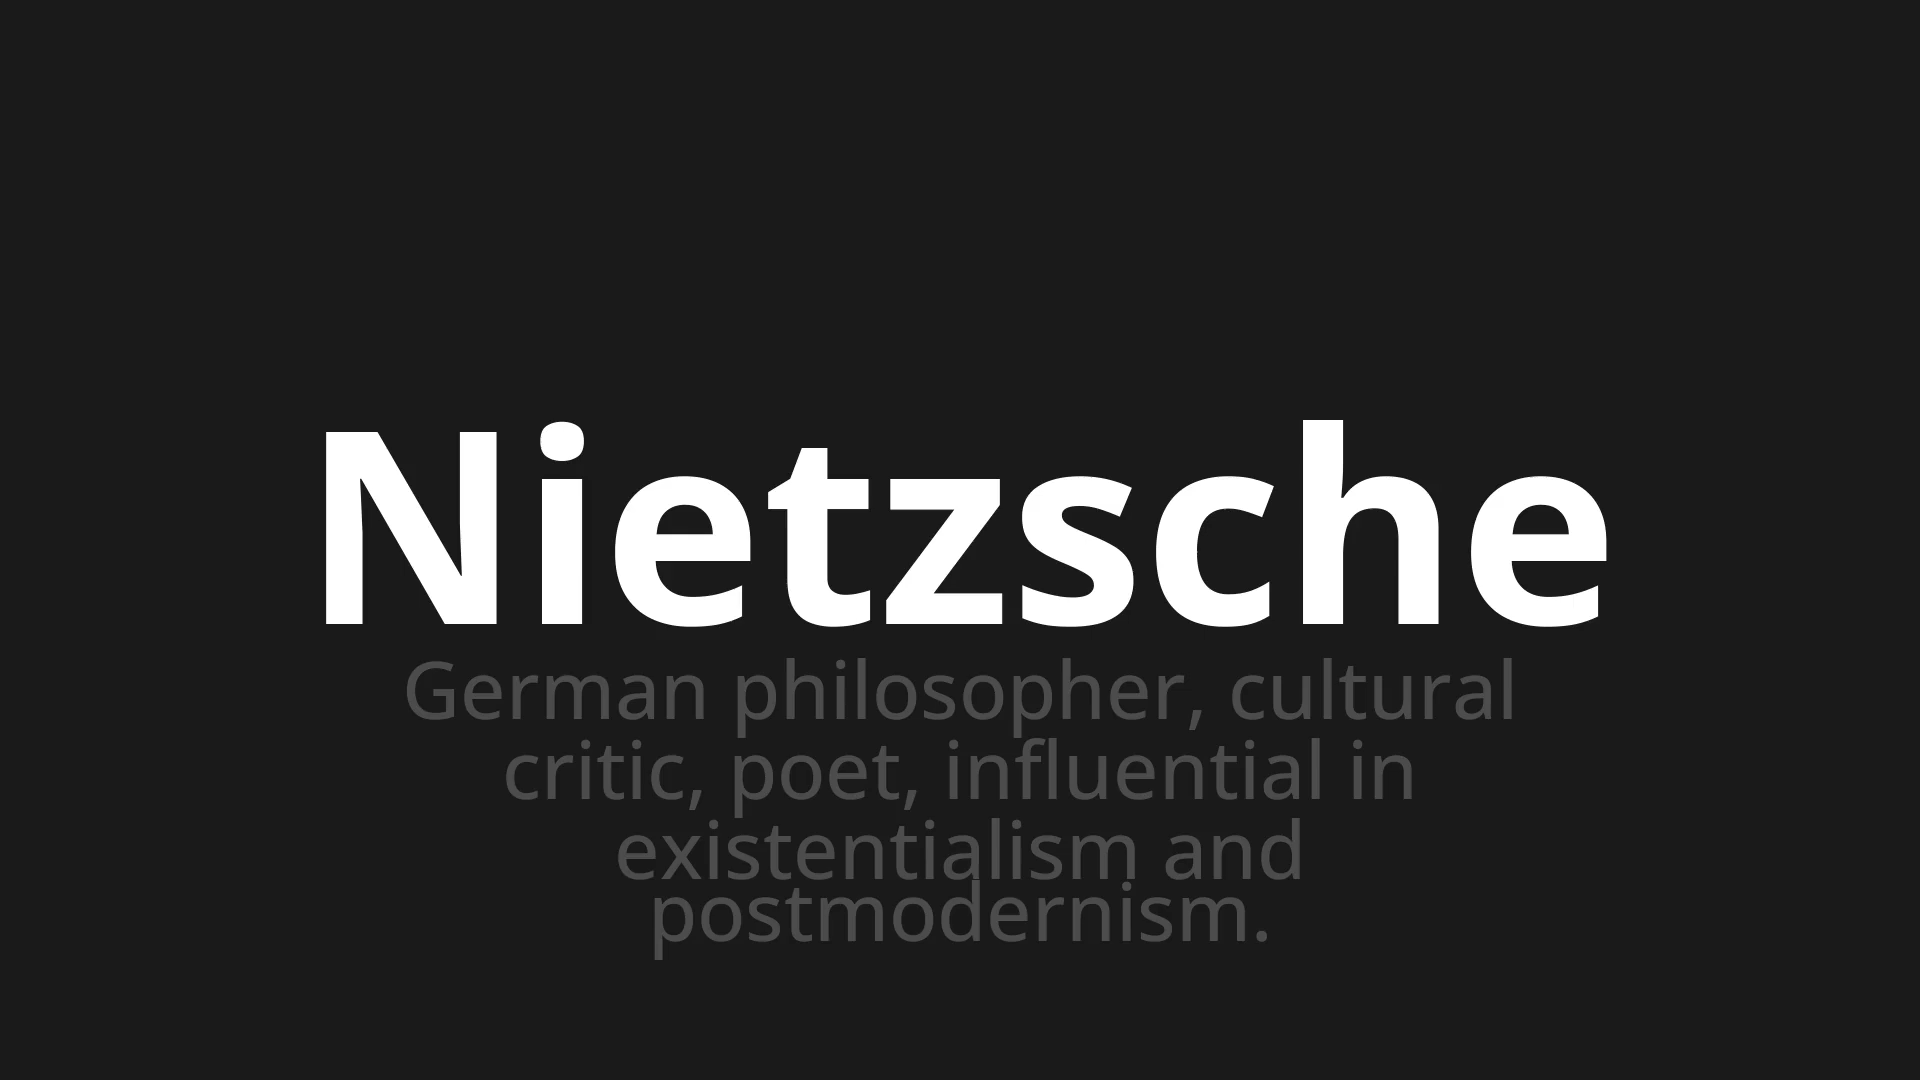 Nietzsche
German philosopher, cultural
critic, poet, influential in
existentialism and
postmodernism.